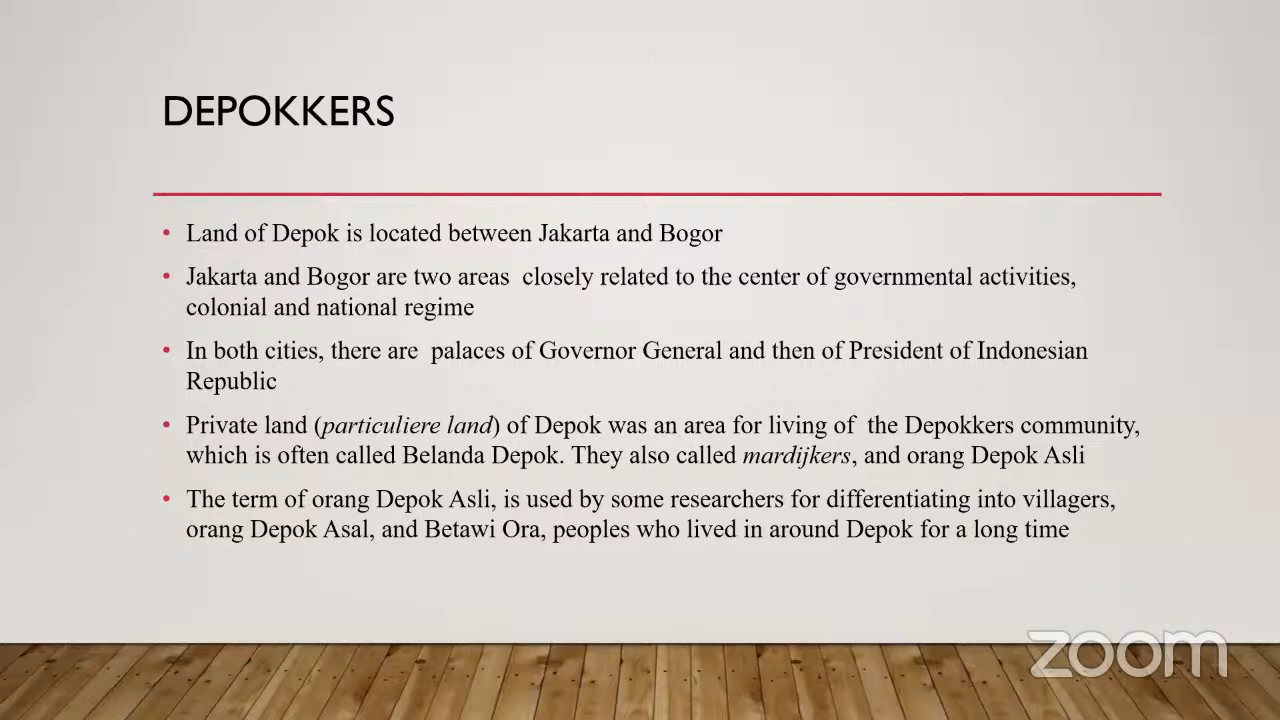 DEPOKKERS
• Land of Depok is located between Jakarta and Bogor
• Jakarta and Bogor are two areas  closely related to the center of governmental activities,
colonial and national regime
• In both cities, there are  palaces of Governor General and then of President of Indonesian
Republic
• Private land (particuliere land) of Depok was an area for living of  the Depokkers community,
which is often called Belanda Depok. They also called mardijkers, and orang Depok Asli
• The term of orang Depok Asli, is used by some researchers for differentiating into villagers,
orang Depok Asal, and Betawi Ora, peoples who lived in around Depok for a long time
zoom